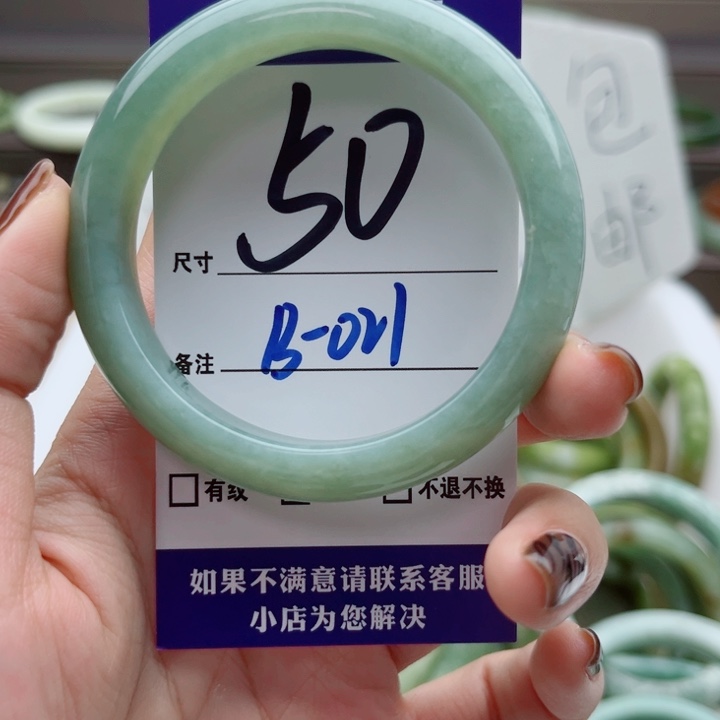 包
邮
尺寸 50
备注 B-021
有纹 不退不换
如果不满意请联系客服
小店为您解决